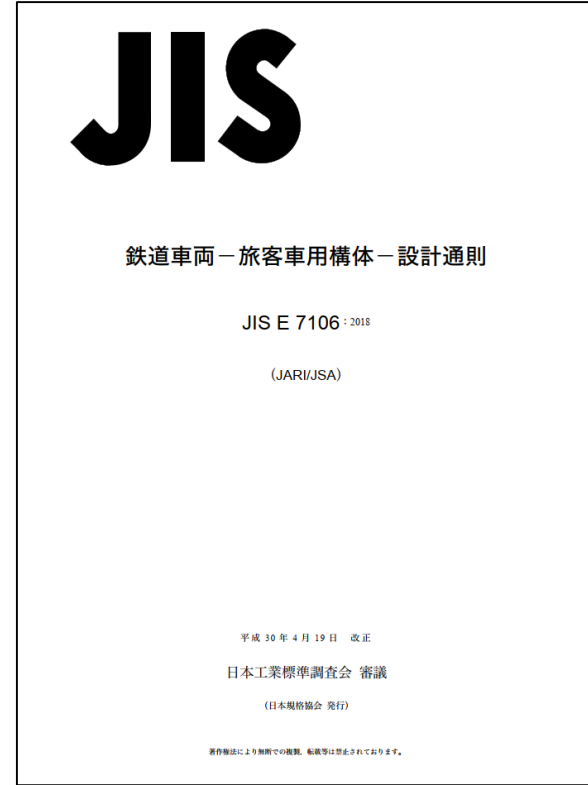 JIS
鉄道車両－旅客車用構体－設計通則
JIS E 7106：2018
（JARI/JSA）
平成 30 年 4 月 19 日 改正
日本工業標準調査会 審議
（日本規格協会 発行）
著作権法により無断での複製，転載等は禁止されております。